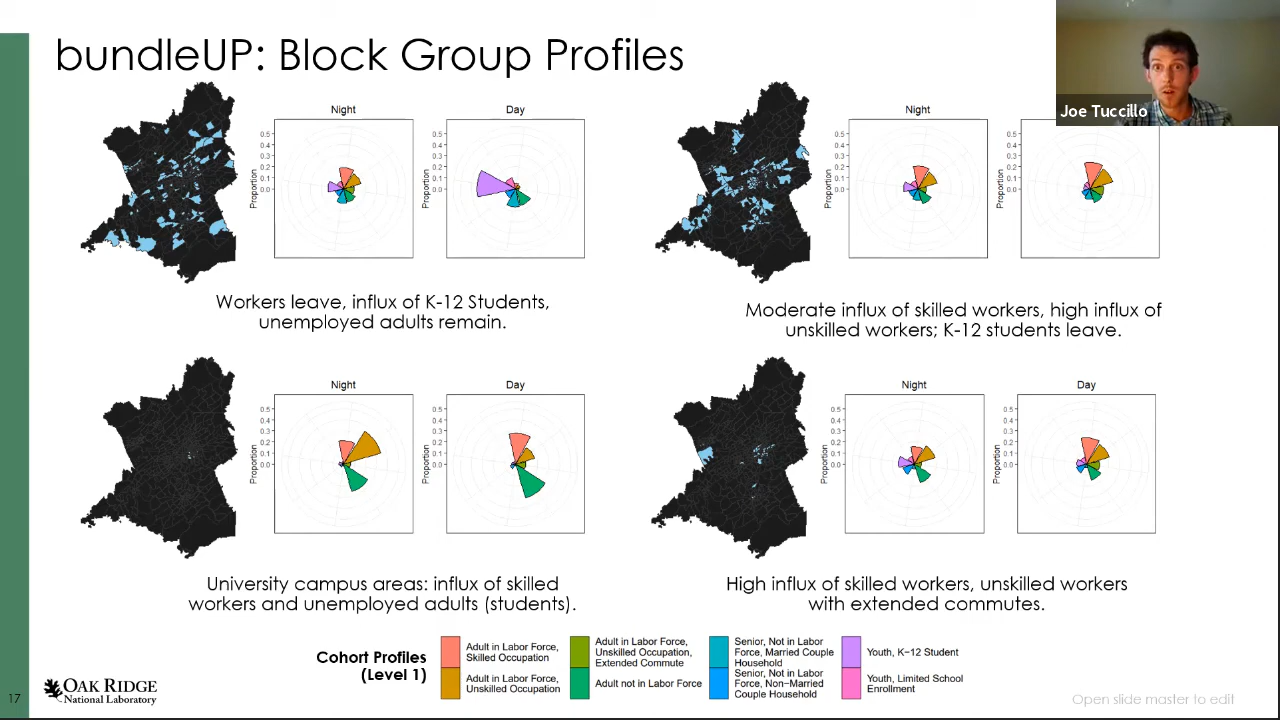 bundleUP: Block Group Profiles
Joe Tuccillo
Night
Day
Night
0.5
0.4
0.3
0.2
0.1
0.0
Proportion
0.5
0.4
0.3
0.2
0.1
0.0
Proportion
0.5
0.4
0.3
0.2
0.1
0.0
Proportion
0.5
0.4
0.3
0.2
0.1
0.0
Proportion
Workers leave, influx of K-12 Students,
unemployed adults remain.
Moderate influx of skilled workers, high influx of
unskilled workers; K-12 students leave.
Night
Day
Night
Day
0.5
0.4
0.3
0.2
0.1
0.0
Proportion
0.5
0.4
0.3
0.2
0.1
0.0
Proportion
0.5
0.4
0.3
0.2
0.1
0.0
Proportion
0.5
0.4
0.3
0.2
0.1
0.0
Proportion
University campus areas: influx of skilled
workers and unemployed adults (students).
High influx of skilled workers, unskilled workers
with extended commutes.
Cohort Profiles
(Level 1)
Adult in Labor Force,
Skilled Occupation
Adult in Labor Force,
Unskilled Occupation
Adult in Labor Force,
Unskilled Occupation,
Extended Commute
Adult not in Labor Force
Senior, Not in Labor
Force, Married Couple
Household
Senior, Not in Labor
Force, Non-Married
Couple Household
Youth, K-12 Student
Youth, Limited School
Enrollment
17
OAK RIDGE
National Laboratory
Open slide master to edit